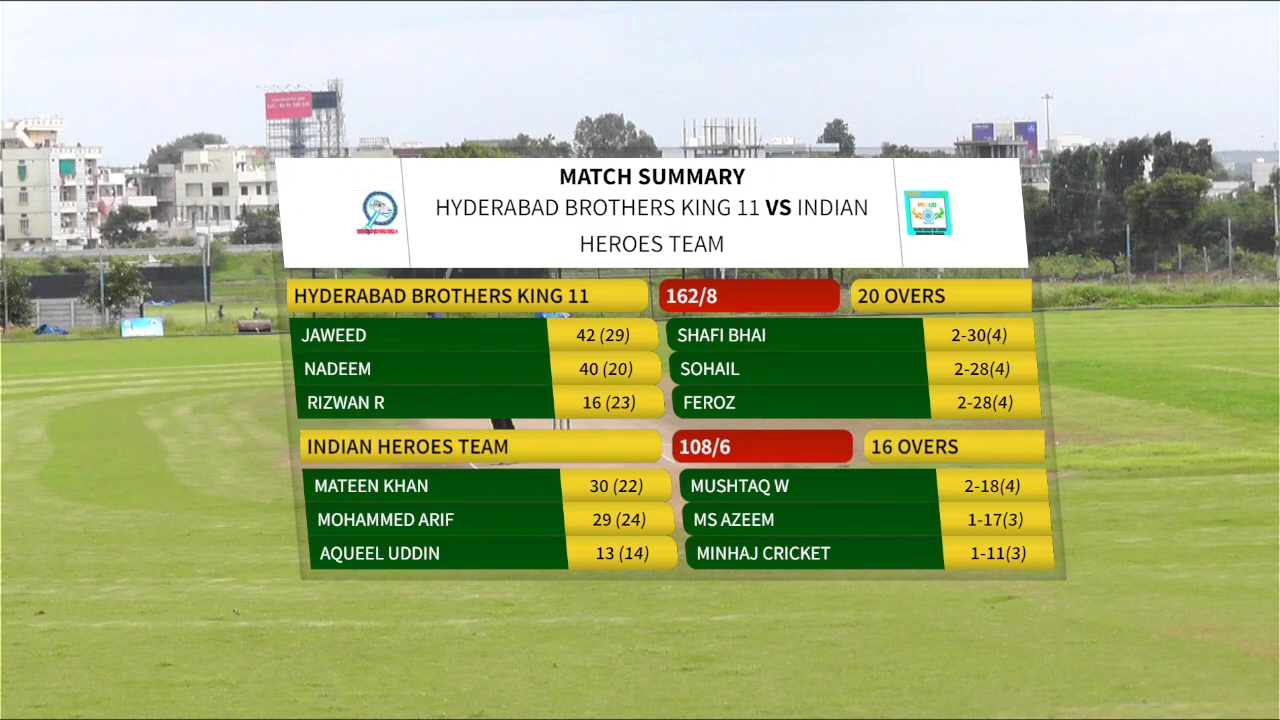 MATCH SUMMARY
HYDERABAD BROTHERS KING 11 VS INDIAN
HEROES TEAM
HYDERABAD BROTHERS KING 11 162/8 20 OVERS
JAWEED 42 (29) SHAFI BHAI 2-30(4)
NADEEM 40 (20) SOHAIL 2-28(4)
RIZWAN R 16 (23) FEROZ 2-28(4)
INDIAN HEROES TEAM 108/6 16 OVERS
MATEEN KHAN 30 (22) MUSHTAQ W 2-18(4)
MOHAMMED ARIF 29 (24) MS AZEEM 1-17(3)
AQUEEL UDDIN 13 (14) MINHAJ CRICKET 1-11(3)